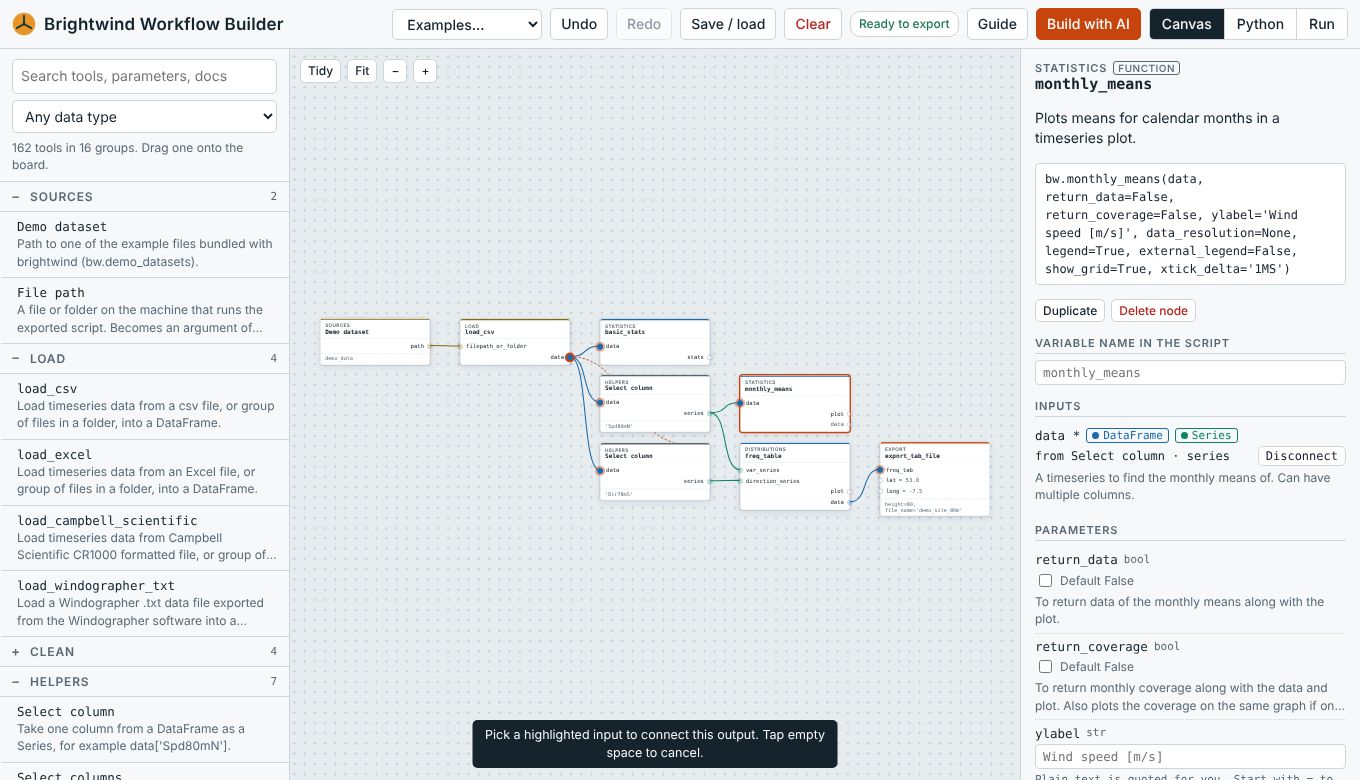 Brightwind Workflow Builder
Examples...
Undo
Redo
Save / load
Clear
Ready to export
Guide
Build with AI
Canvas
Python
Run
Search tools, parameters, docs
Any data type
162 tools in 16 groups. Drag one onto the
board.
− SOURCES 2
Demo dataset
Path to one of the example files bundled with
brightwind (bw.demo_datasets).
File path
A file or folder on the machine that runs the
exported script. Becomes an argument of...
− LOAD 4
load_csv
Load timeseries data from a csv file, or group
of files in a folder, into a DataFrame.
load_excel
Load timeseries data from an Excel file, or
group of files in a folder, into a DataFrame.
load_campbell_scientific
Load timeseries data from Campbell
Scientific CR1000 formatted file, or group of...
load_windographer_txt
Load a Windographer .txt data file exported
from the Windographer software into a...
+ CLEAN 4
− HELPERS 7
Select column
Take one column from a DataFrame as a
Series, for example data['Spd80mN'].
Select columns
Tidy
Fit
−
+
SOURCES
Demo dataset
path
demo_data
LOAD
load_csv
filepath_or_folder
data
STATISTICS
basic_stats
data
stats
HELPERS
Select column
data
series
'Spd80mN'
STATISTICS
monthly_means
data
plot
data
HELPERS
Select column
data
series
'Dir78mS'
DISTRIBUTIONS
freq_table
var_series
direction_series
plot
data
EXPORT
export_tab_file
freq_tab
lat = 53.0
long = -7.5
height=80,
file_name='demo_site_80m'
Pick a highlighted input to connect this output. Tap empty
space to cancel.
STATISTICS FUNCTION
monthly_means
Plots means for calendar months in a
timeseries plot.
bw.monthly_means(data,
return_data=False,
return_coverage=False, ylabel='Wind
speed [m/s]', data_resolution=None,
legend=True, external_legend=False,
show_grid=True, xtick_delta='1MS')
Duplicate
Delete node
VARIABLE NAME IN THE SCRIPT
monthly_means
INPUTS
data * DataFrame Series
from Select column · series Disconnect
A timeseries to find the monthly means of. Can have
multiple columns.
PARAMETERS
return_data bool
Default False
To return data of the monthly means along with the
plot.
return_coverage bool
Default False
To return monthly coverage along with the data and
plot. Also plots the coverage on the same graph if on...
ylabel str
Wind speed [m/s]
Plain text is quoted for you. Start with = to